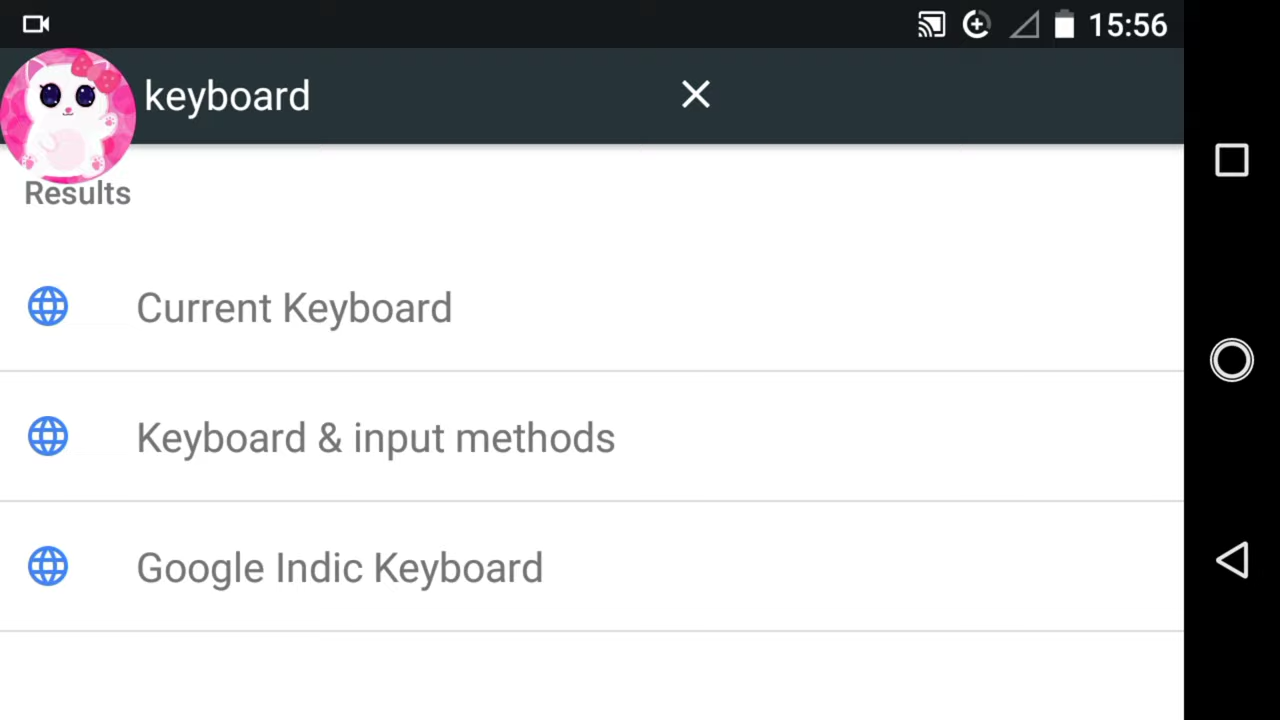 15:56
keyboard
Results
Current Keyboard
Keyboard & input methods
Google Indic Keyboard